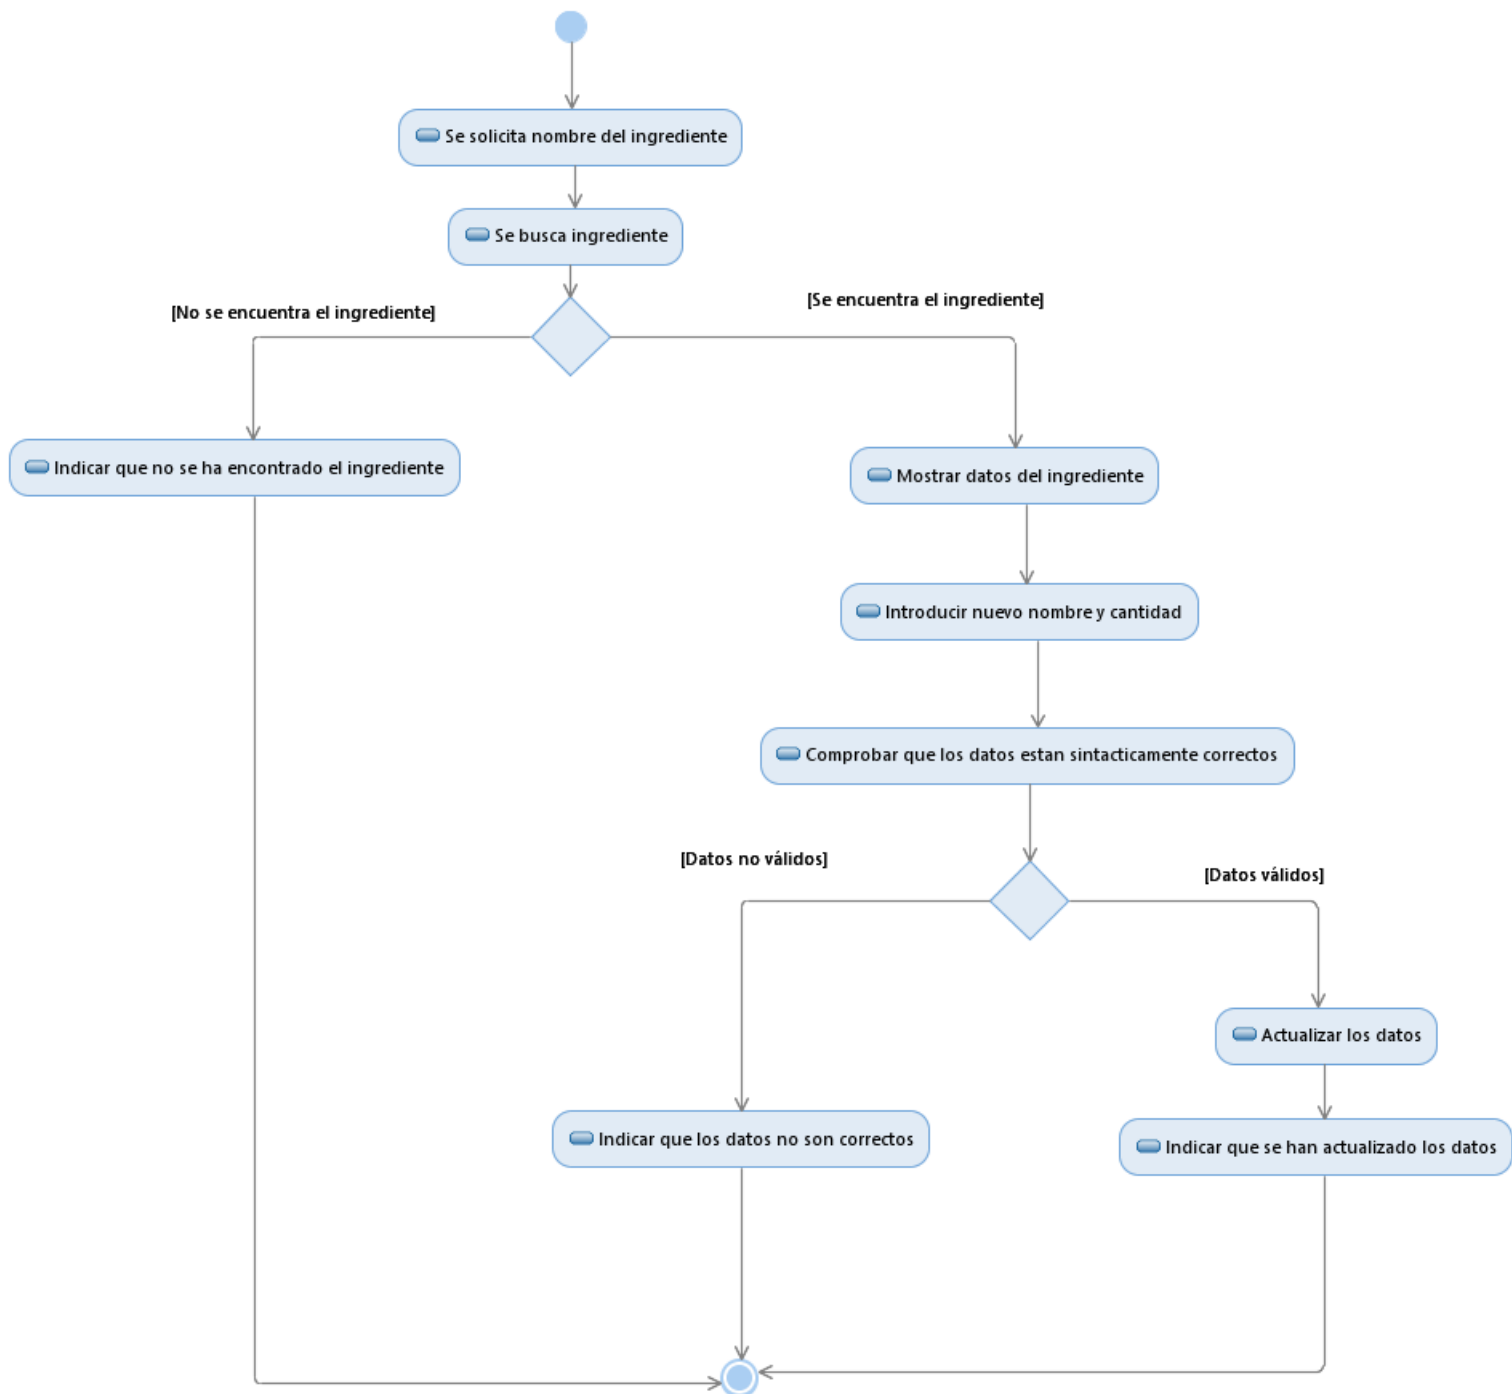 Se solicita nombre del ingrediente
Se busca ingrediente
[No se encuentra el ingrediente]
[Se encuentra el ingrediente]
Indicar que no se ha encontrado el ingrediente
Mostrar datos del ingrediente
Introducir nuevo nombre y cantidad
Comprobar que los datos estan sintacticamente correctos
[Datos no válidos]
[Datos válidos]
Actualizar los datos
Indicar que los datos no son correctos
Indicar que se han actualizado los datos